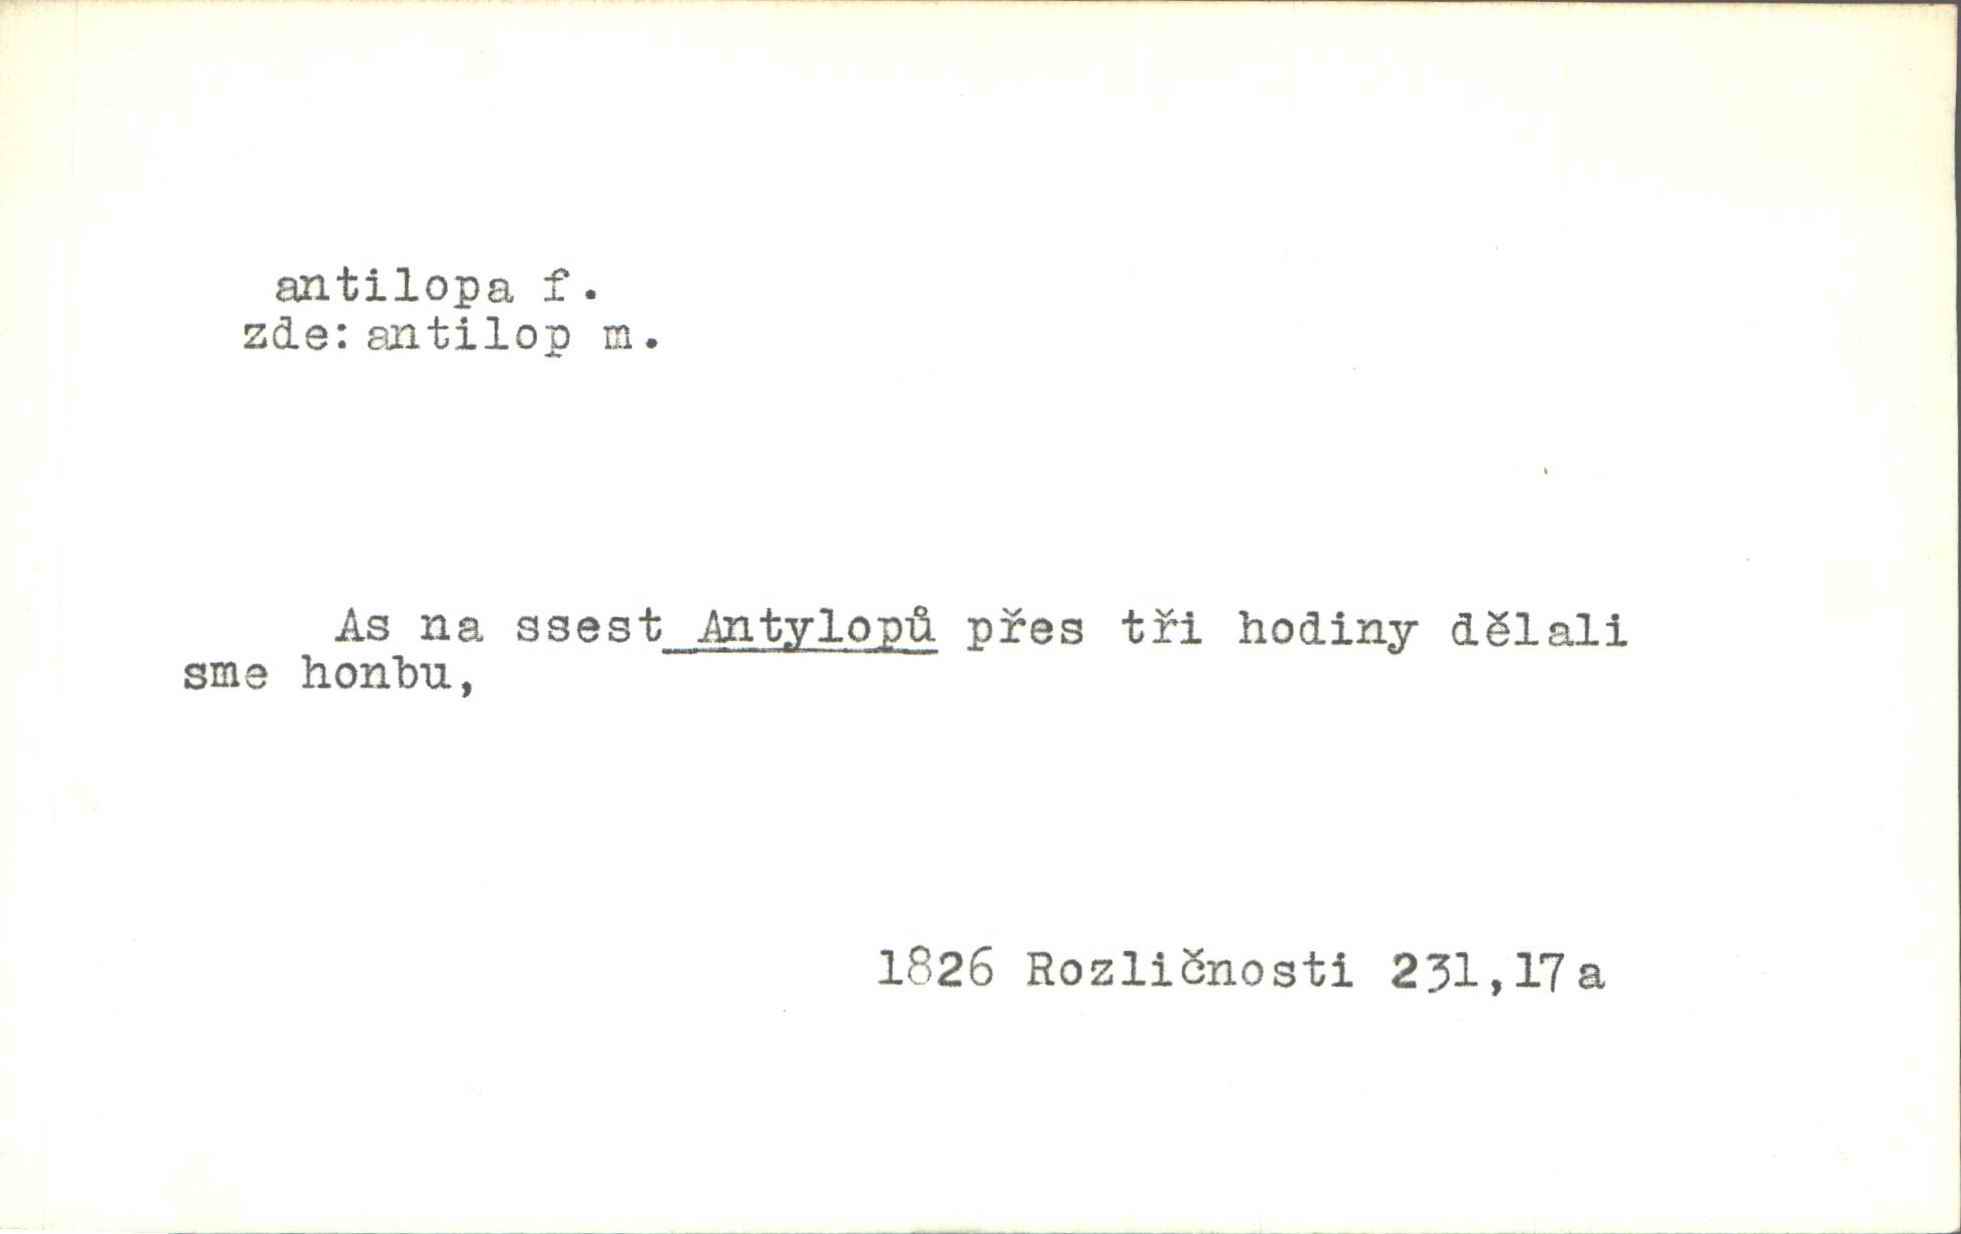 antilopa f.
zde: antilop m.
As na ssest Antylopů přes tři hodiny dělali
sme honbu,
1826 Rozličnosti 231,17a